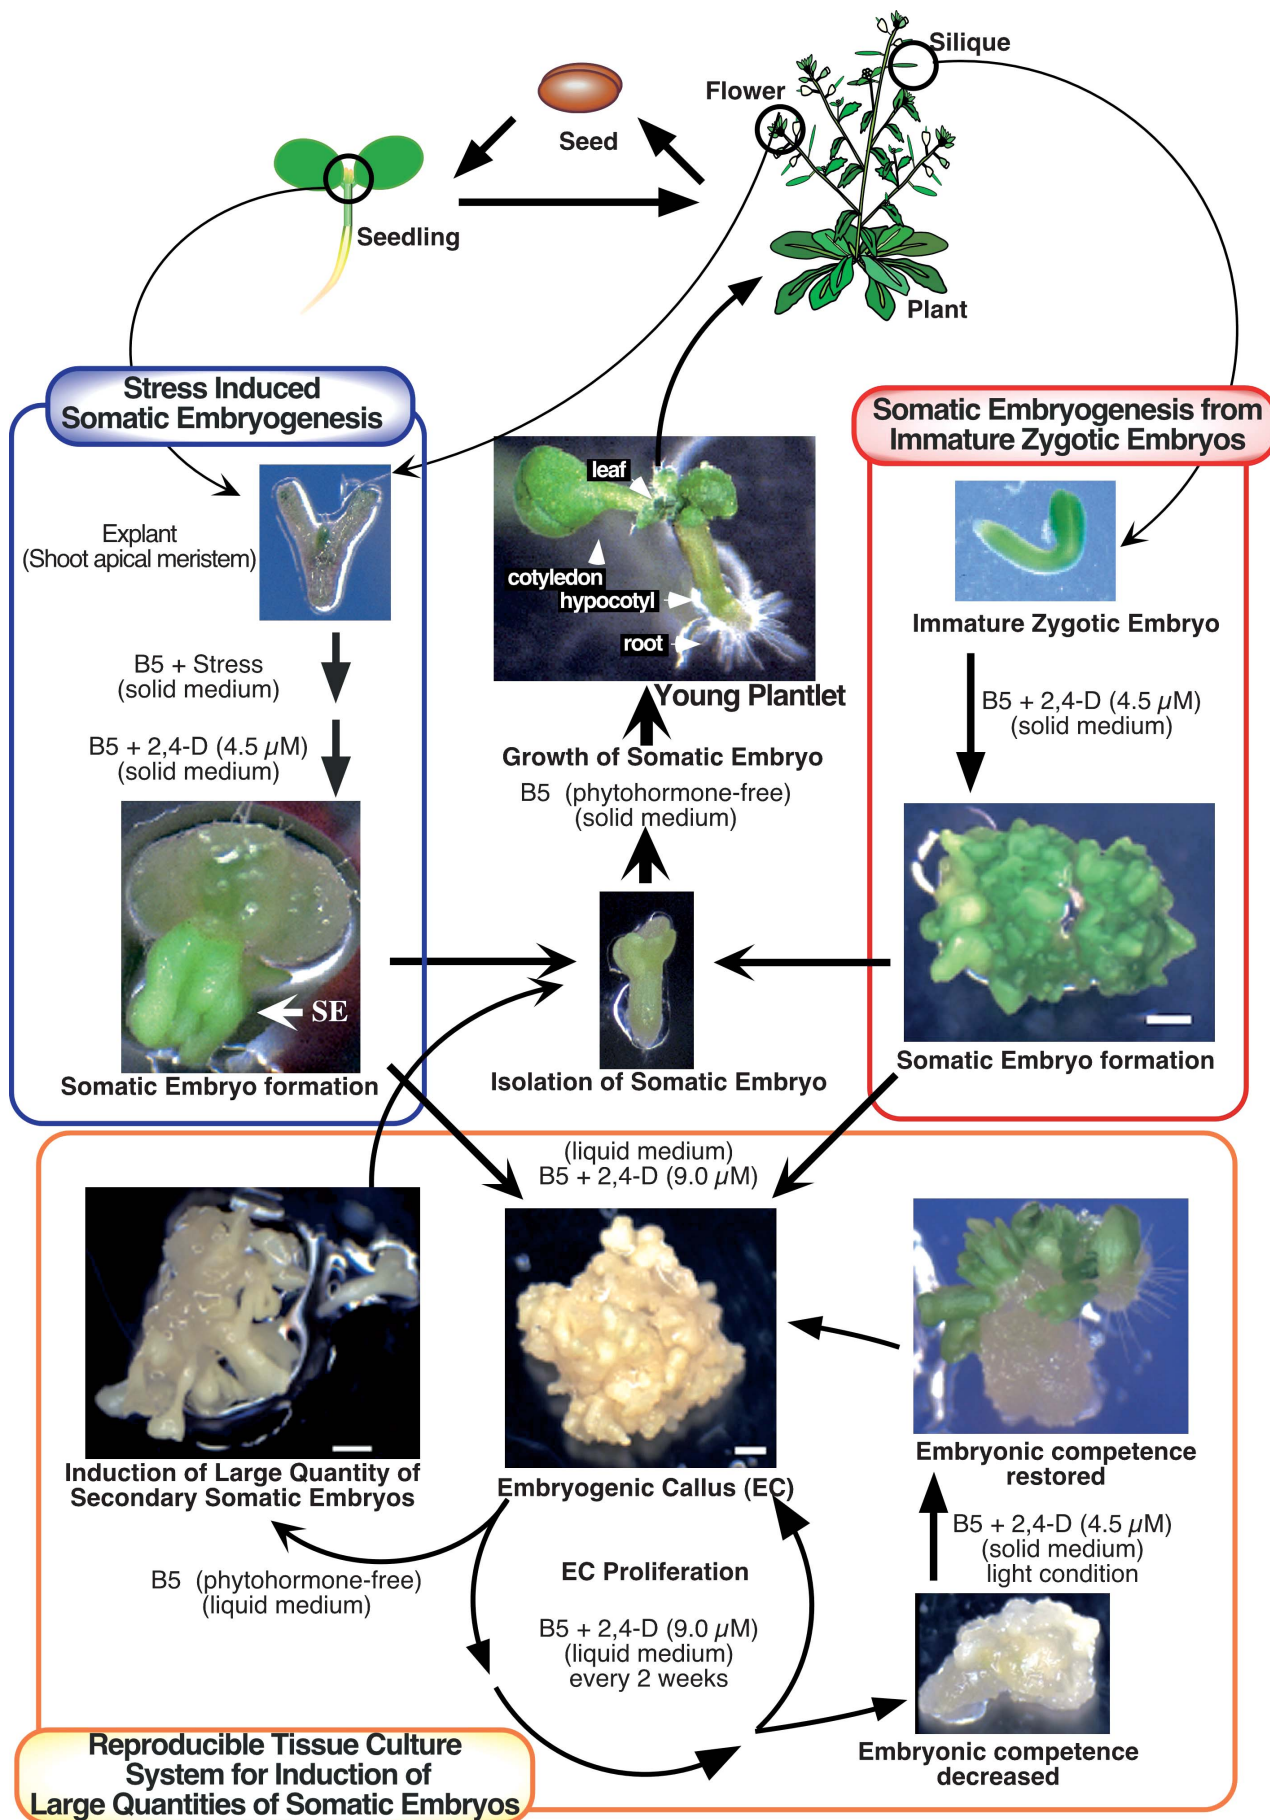 Silique
Flower
Seed
Seedling
Plant
Stress Induced
Somatic Embryogenesis
Somatic Embryogenesis from
Immature Zygotic Embryos
Explant
(Shoot apical meristem)
leaf
cotyledon
hypocotyl
root
Immature Zygotic Embryo
B5 + Stress
(solid medium)
B5 + 2,4-D (4.5 µM)
(solid medium)
Young Plantlet
Growth of Somatic Embryo
B5 (phytohormone-free)
(solid medium)
B5 + 2,4-D (4.5 µM)
(solid medium)
SE
Somatic Embryo formation
Isolation of Somatic Embryo
Somatic Embryo formation
(liquid medium)
B5 + 2,4-D (9.0 µM)
Induction of Large Quantity of
Secondary Somatic Embryos
Embryogenic Callus (EC)
Embryonic competence
restored
B5 (phytohormone-free)
(liquid medium)
EC Proliferation
B5 + 2,4-D (9.0 µM)
(liquid medium)
every 2 weeks
B5 + 2,4-D (4.5 µM)
(solid medium)
light condition
Embryonic competence
decreased
Reproducible Tissue Culture
System for Induction of
Large Quantities of Somatic Embryos